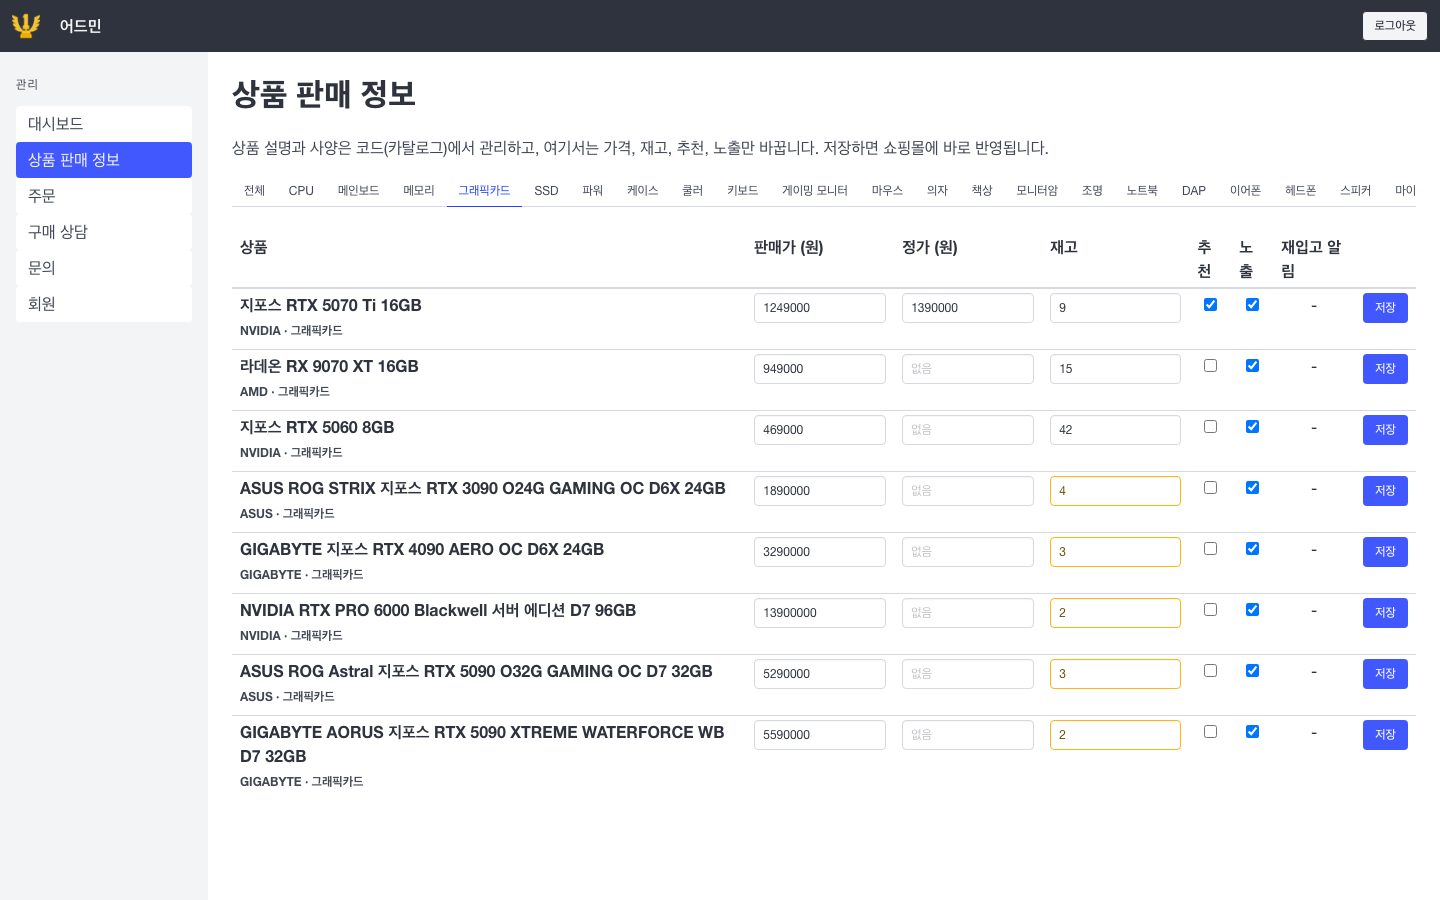 어드민
로그아웃
관리
대시보드
상품 판매 정보
주문
구매 상담
문의
회원
상품 판매 정보
상품 설명과 사양은 코드(카탈로그)에서 관리하고, 여기서는 가격, 재고, 추천, 노출만 바꿉니다. 저장하면 쇼핑몰에 바로 반영됩니다.
전체 CPU 메인보드 메모리 그래픽카드 SSD 파워 케이스 쿨러 키보드 게이밍 모니터 마우스 의자 책상 모니터암 조명 노트북 DAP 이어폰 헤드폰 스피커 마이
상품 판매가 (원) 정가 (원) 재고 추천 노출 재입고 알림
지포스 RTX 5070 Ti 16GB 1249000 1390000 9 - 저장
NVIDIA · 그래픽카드
라데온 RX 9070 XT 16GB 949000 없음 15 - 저장
AMD · 그래픽카드
지포스 RTX 5060 8GB 469000 없음 42 - 저장
NVIDIA · 그래픽카드
ASUS ROG STRIX 지포스 RTX 3090 O24G GAMING OC D6X 24GB 1890000 없음 4 - 저장
ASUS · 그래픽카드
GIGABYTE 지포스 RTX 4090 AERO OC D6X 24GB 3290000 없음 3 - 저장
GIGABYTE · 그래픽카드
NVIDIA RTX PRO 6000 Blackwell 서버 에디션 D7 96GB 13900000 없음 2 - 저장
NVIDIA · 그래픽카드
ASUS ROG Astral 지포스 RTX 5090 O32G GAMING OC D7 32GB 5290000 없음 3 - 저장
ASUS · 그래픽카드
GIGABYTE AORUS 지포스 RTX 5090 XTREME WATERFORCE WB 5590000 없음 2 - 저장
D7 32GB
GIGABYTE · 그래픽카드